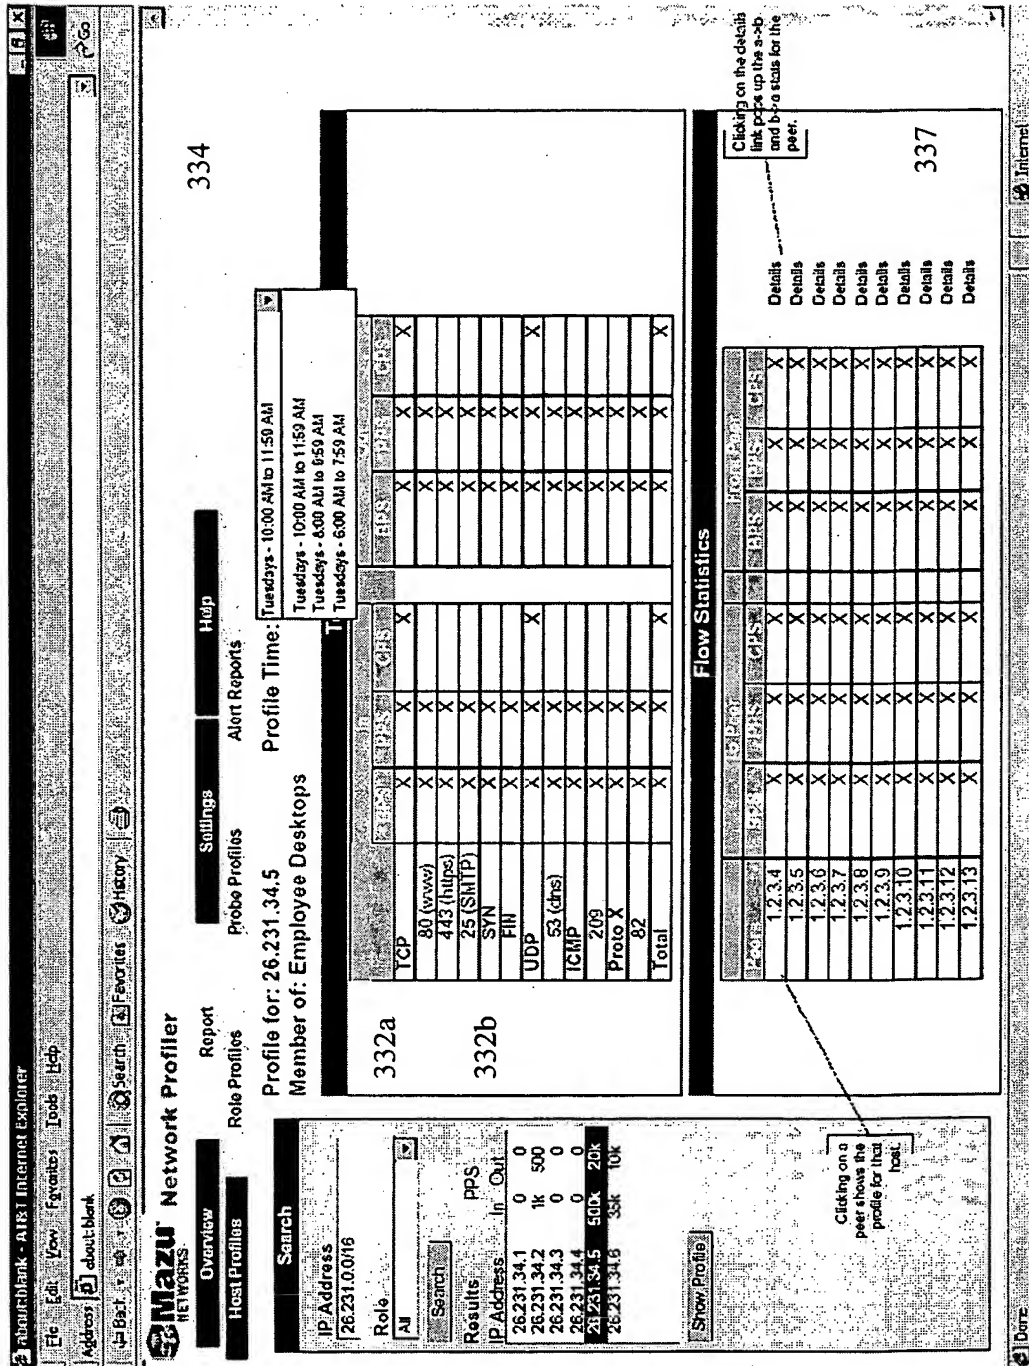 about:blank - AT&T Internet Explorer
File Edit View Favorites Tools Help
Address about:blank
Go
Back
Search Favorites History
Mazu Network Profiler
NETWORKS
334
Overview Report Settings Help
Host Profiles Role Profiles Probe Profiles Alert Reports
Search
IP Address
26.231.0.0/16
Role
All
Search
Results pps
IP Address In Out
26.231.34.1 0 0
26.231.34.2 1k 500
26.231.34.3 0 0
26.231.34.4 0 0
26.231.34.5 500k 20k
26.231.34.6 35k 10k
Show Profile
Clicking on a
peer shows the
profile for that
host.
Profile for: 26.231.34.5 Profile Time: Tuesdays - 10:00 AM to 11:59 AM
Member of: Employee Desktops
Tuesdays - 10:00 AM to 11:59 AM
Tuesdays - 8:00 AM to 9:59 AM
Tuesdays - 6:00 AM to 7:59 AM
332a
332b
TCP X X X X X X
80 (www) X X X X
443 (https) X X X X
25 (SMTP) X X X X
SYN X X X X
FIN X X X X
UDP X X X X X X
53 (dns) X X X X
ICMP X X X X
209 X X X X
Proto X X X X X
82 X X X X
Total X X X X X X
Flow Statistics
1.2.3.4 X X X X X X Details
1.2.3.5 X X X X X X Details
1.2.3.6 X X X X X X Details
1.2.3.7 X X X X X X Details
1.2.3.8 X X X X X X Details
1.2.3.9 X X X X X X Details
1.2.3.10 X X X X X X Details
1.2.3.11 X X X X X X Details
1.2.3.12 X X X X X X Details
1.2.3.13 X X X X X X Details
Clicking on the details
link pops up the a->b
and b->a stats for the
peer.
337
Done
Internet